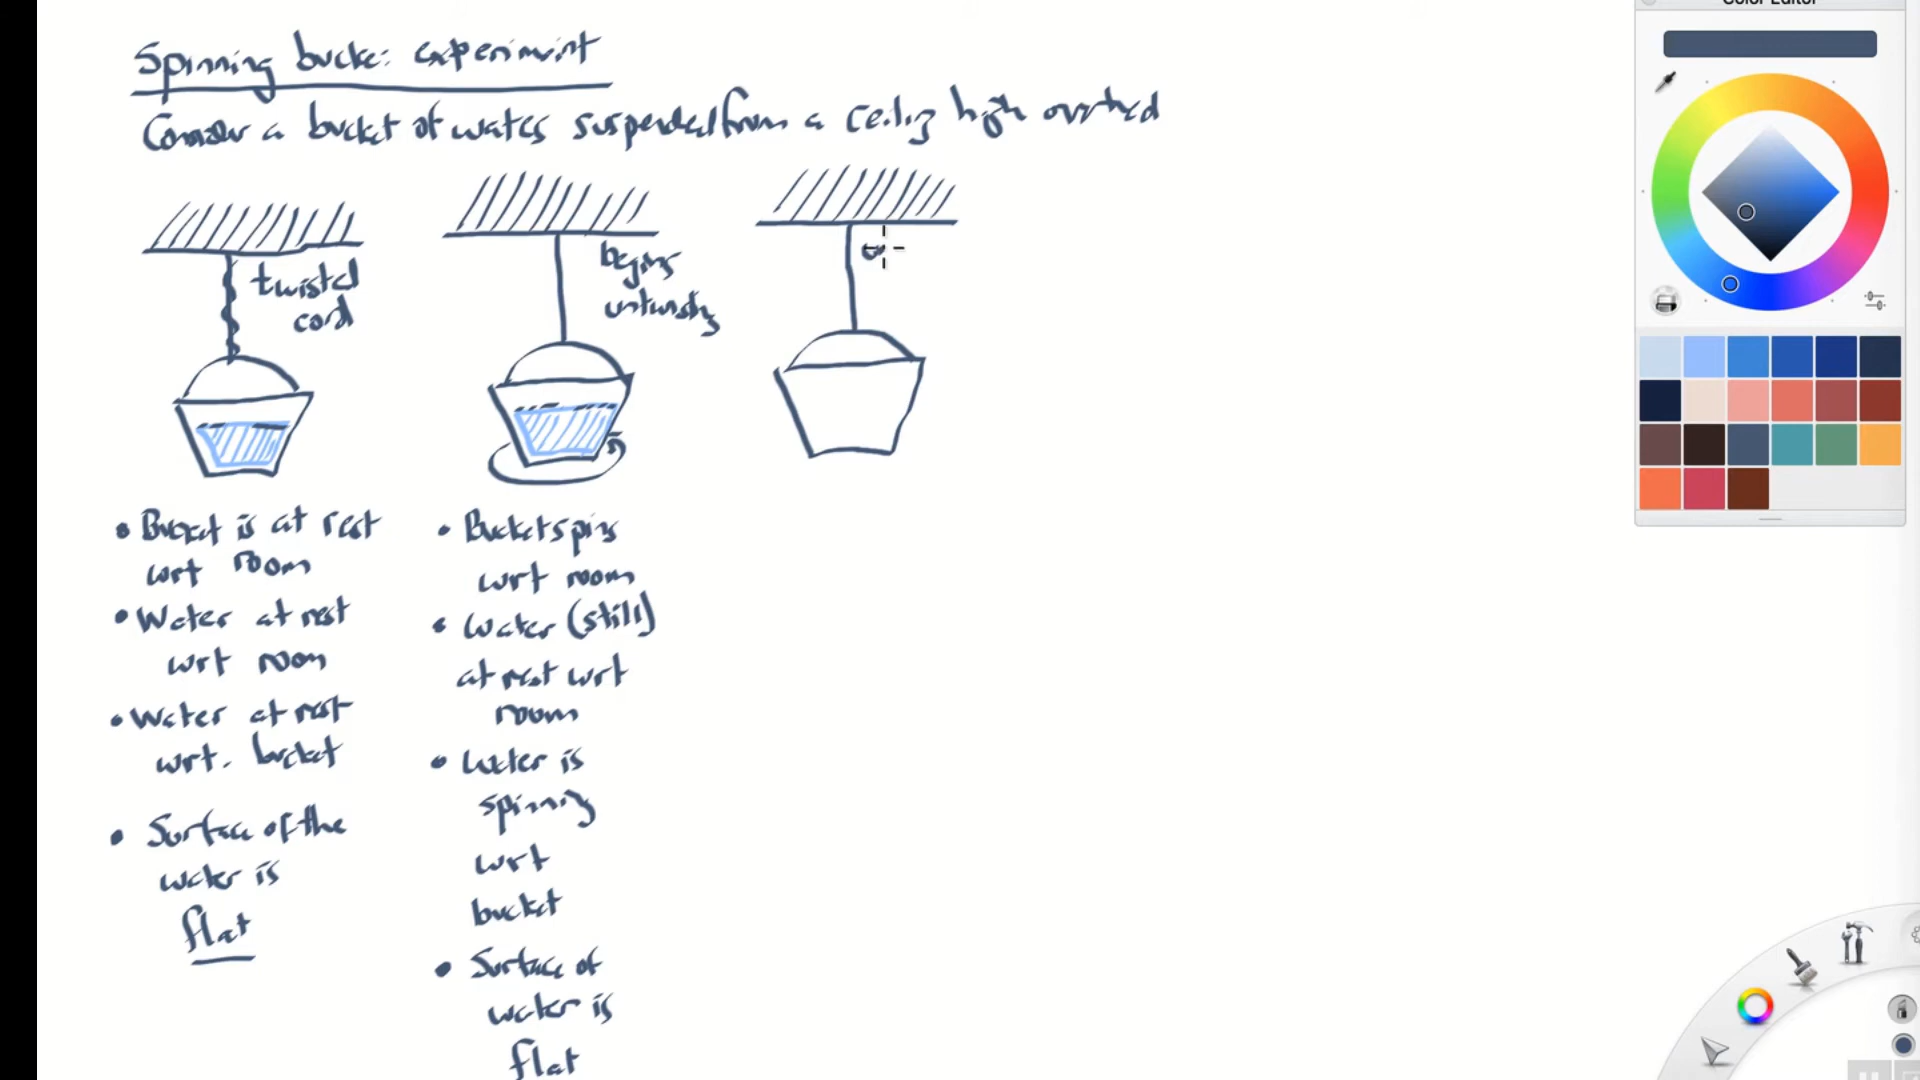 Spinning bucket experiment
Consider a bucket of water suspended from a ceiling high overhead
twisted
cord
begins
untwisting
• Bucket is at rest
wrt room
• Water at rest
wrt room
• Water at rest
wrt. bucket
• Surface of the
water is
flat
• Bucket spins
wrt room
• Water (still)
at rest wrt
room
• Water is
spinning
wrt
bucket
• Surface of
water is
flat
Color Editor